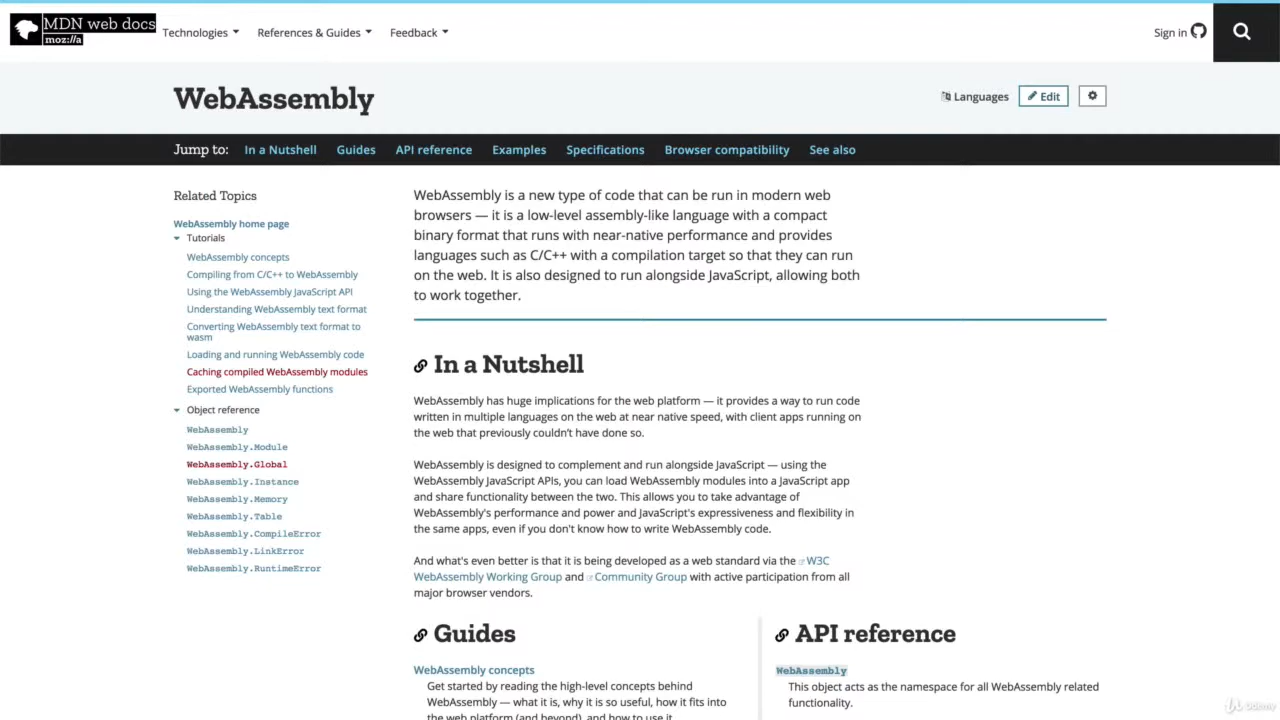 MDN web docs
moz://a
Technologies
References & Guides
Feedback
Sign in
WebAssembly
Languages
Edit
Jump to:
In a Nutshell
Guides
API reference
Examples
Specifications
Browser compatibility
See also
Related Topics
WebAssembly home page
Tutorials
WebAssembly concepts
Compiling from C/C++ to WebAssembly
Using the WebAssembly JavaScript API
Understanding WebAssembly text format
Converting WebAssembly text format to
wasm
Loading and running WebAssembly code
Caching compiled WebAssembly modules
Exported WebAssembly functions
Object reference
WebAssembly
WebAssembly.Module
WebAssembly.Global
WebAssembly.Instance
WebAssembly.Memory
WebAssembly.Table
WebAssembly.CompileError
WebAssembly.LinkError
WebAssembly.RuntimeError
WebAssembly is a new type of code that can be run in modern web
browsers — it is a low-level assembly-like language with a compact
binary format that runs with near-native performance and provides
languages such as C/C++ with a compilation target so that they can run
on the web. It is also designed to run alongside JavaScript, allowing both
to work together.
In a Nutshell
WebAssembly has huge implications for the web platform — it provides a way to run code
written in multiple languages on the web at near native speed, with client apps running on
the web that previously couldn't have done so.
WebAssembly is designed to complement and run alongside JavaScript — using the
WebAssembly JavaScript APIs, you can load WebAssembly modules into a JavaScript app
and share functionality between the two. This allows you to take advantage of
WebAssembly's performance and power and JavaScript's expressiveness and flexibility in
the same apps, even if you don't know how to write WebAssembly code.
And what's even better is that it is being developed as a web standard via the W3C
WebAssembly Working Group and Community Group with active participation from all
major browser vendors.
Guides
WebAssembly concepts
Get started by reading the high-level concepts behind
WebAssembly — what it is, why it is so useful, how it fits into
the web platform (and beyond), and how to use it.
API reference
WebAssembly
This object acts as the namespace for all WebAssembly related
functionality.
Udemy